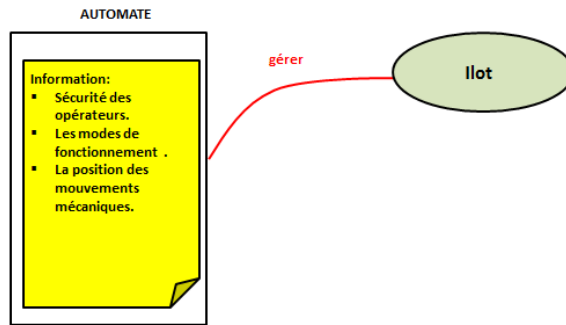 AUTOMATE
gérer
Ilot
Information:
▪ Sécurité des
opérateurs.
▪ Les modes de
fonctionnement .
▪ La position des
mouvements
mécaniques.